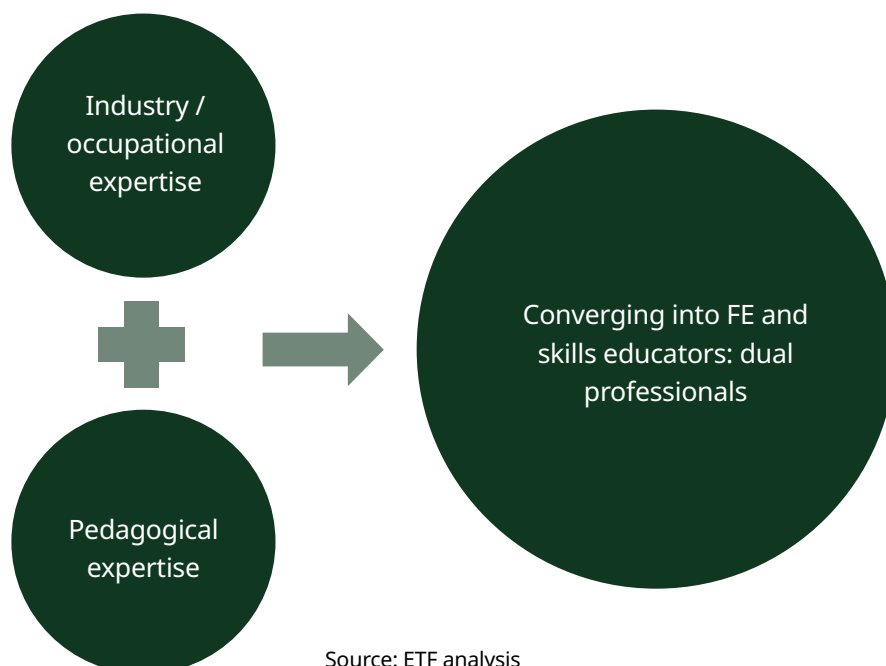 Industry /
occupational
expertise
Converging into FE and
skills educators: dual
professionals
Pedagogical
expertise
Source: ETF analysis